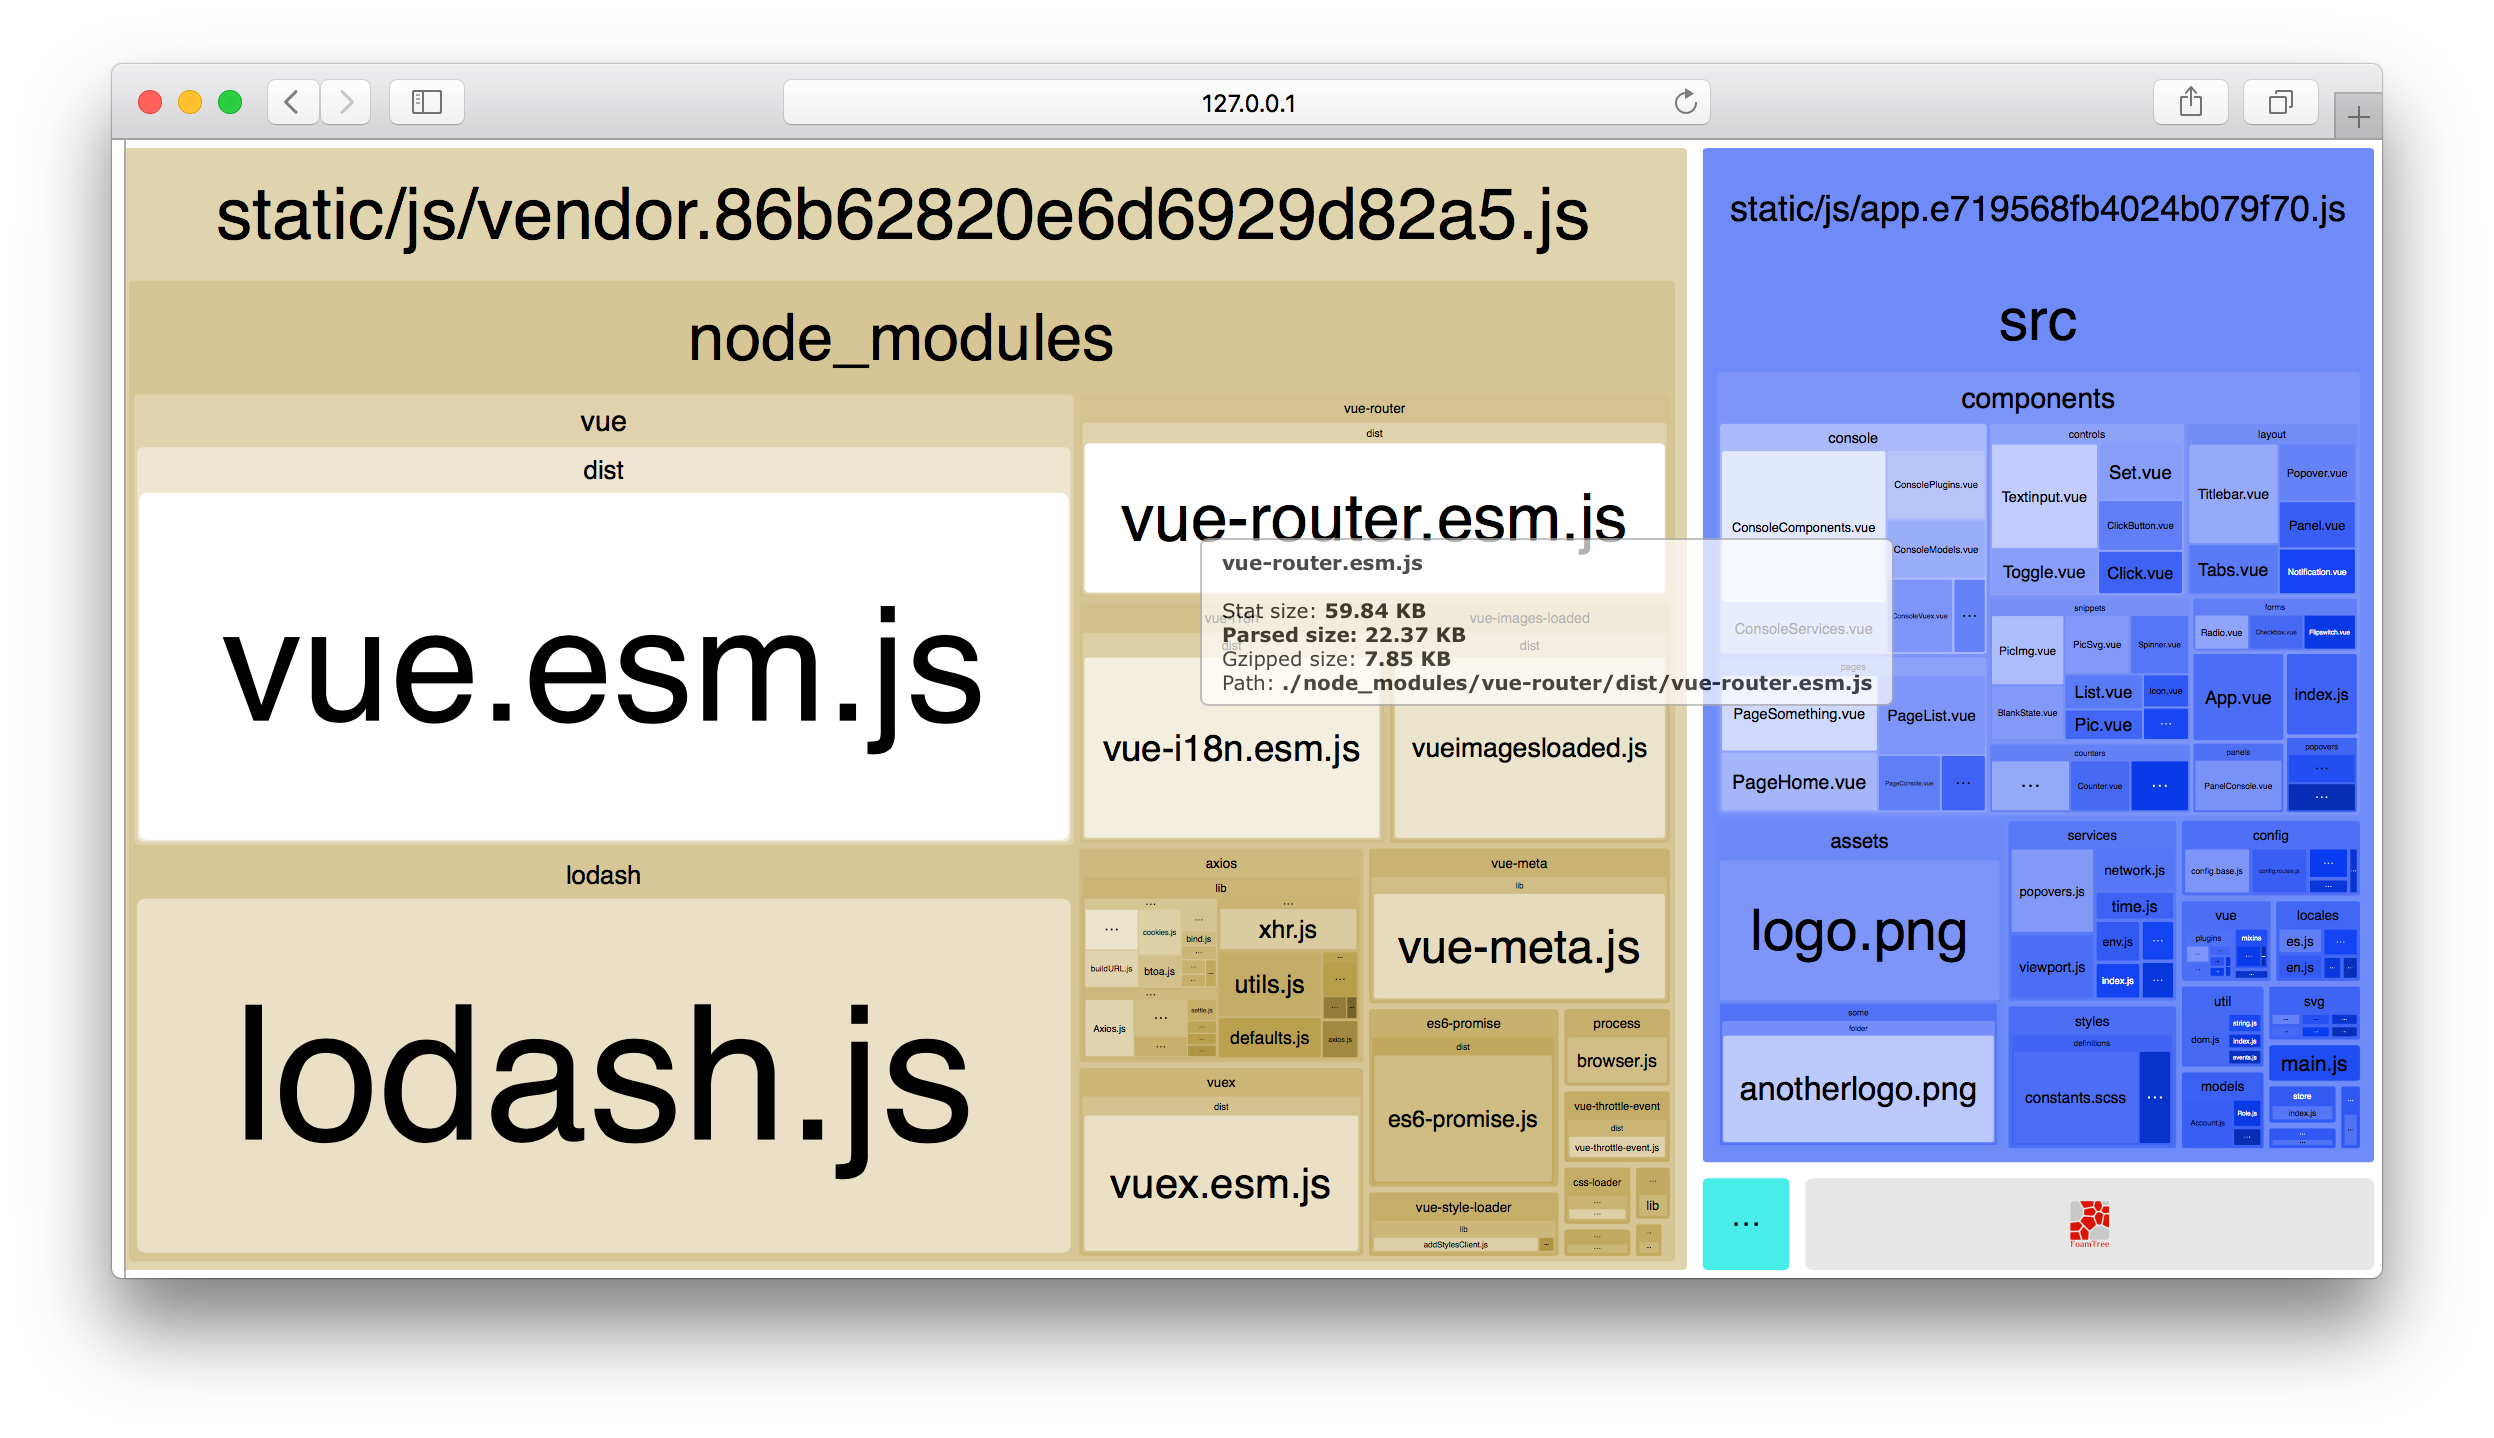 127.0.0.1
static/js/vendor.86b62820e6d6929d82a5.js
node_modules
vue
dist
vue.esm.js
lodash
lodash.js
vue-router
dist
vue-router.esm.js
vue-router.esm.js
Stat size: 59.84 KB
Parsed size: 22.37 KB
Gzipped size: 7.85 KB
Path: ./node_modules/vue-router/dist/vue-router.esm.js
vue-i18n
dist
vue-i18n.esm.js
vue-images-loaded
dist
vueimagesloaded.js
axios
lib
...
...
cookies.js
...
bind.js
...
buildURL.js
btoa.js
...
...
...
...
Axios.js
...
settle.js
...
...
...
...
xhr.js
utils.js
...
...
...
...
defaults.js
axios.js
vuex
dist
vuex.esm.js
vue-meta
lib
vue-meta.js
es6-promise
dist
es6-promise.js
process
browser.js
vue-throttle-event
dist
vue-throttle-event.js
vue-style-loader
lib
addStylesClient.js
...
css-loader
...
...
...
lib
...
...
...
...
static/js/app.e719568fb4024b079f70.js
src
components
console
ConsoleComponents.vue
ConsolePlugins.vue
ConsoleModels.vue
ConsoleServices.vue
ConsoleVuex.vue
...
pages
PageSomething.vue
PageList.vue
PageHome.vue
PageConsole.vue
...
controls
Textinput.vue
Set.vue
ClickButton.vue
Toggle.vue
Click.vue
layout
Titlebar.vue
Popover.vue
Panel.vue
Tabs.vue
Notification.vue
snippets
PicImg.vue
PicSvg.vue
Spinner.vue
List.vue
Icon.vue
BlankState.vue
Pic.vue
...
forms
Radio.vue
Checkbox.vue
Flipswitch.vue
App.vue
index.js
counters
...
Counter.vue
...
panels
PanelConsole.vue
popovers
...
...
assets
logo.png
some
folder
anotherlogo.png
services
popovers.js
network.js
time.js
env.js
...
viewport.js
index.js
...
styles
definitions
constants.scss
...
config
config.base.js
config.routes.js
...
...
...
vue
plugins
mixins
...
...
...
locales
es.js
...
en.js
...
...
util
dom.js
string.js
index.js
events.js
svg
...
...
...
...
...
...
main.js
models
Account.js
Role.js
...
store
index.js
...
...
...
...
...
FoamTree